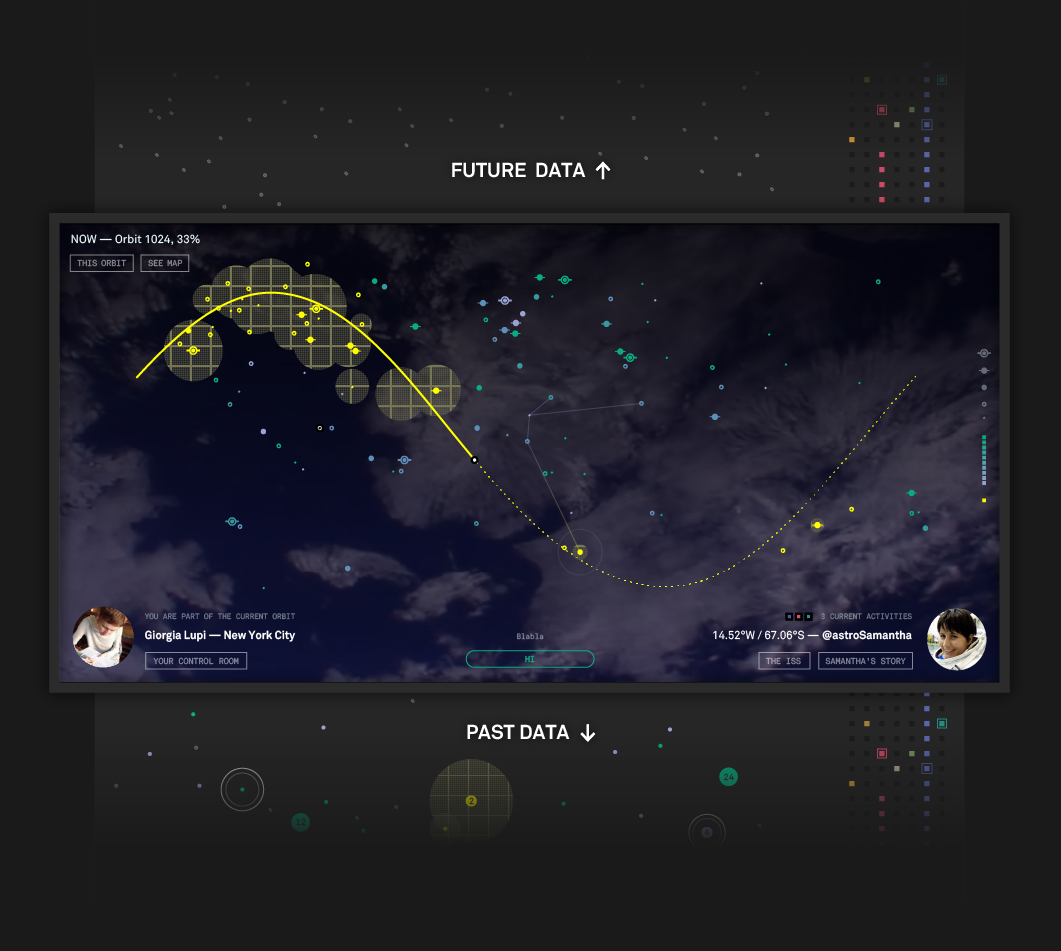 FUTURE DATA ↑
NOW — Orbit 1024, 33%
THIS ORBIT
SEE MAP
YOU ARE PART OF THE CURRENT ORBIT
Giorgia Lupi — New York City
YOUR CONTROL ROOM
Blabla
HI
3 CURRENT ACTIVITIES
14.52°W / 67.06°S — @astroSamantha
THE ISS
SAMANTHA'S STORY
PAST DATA ↓
24
2
12